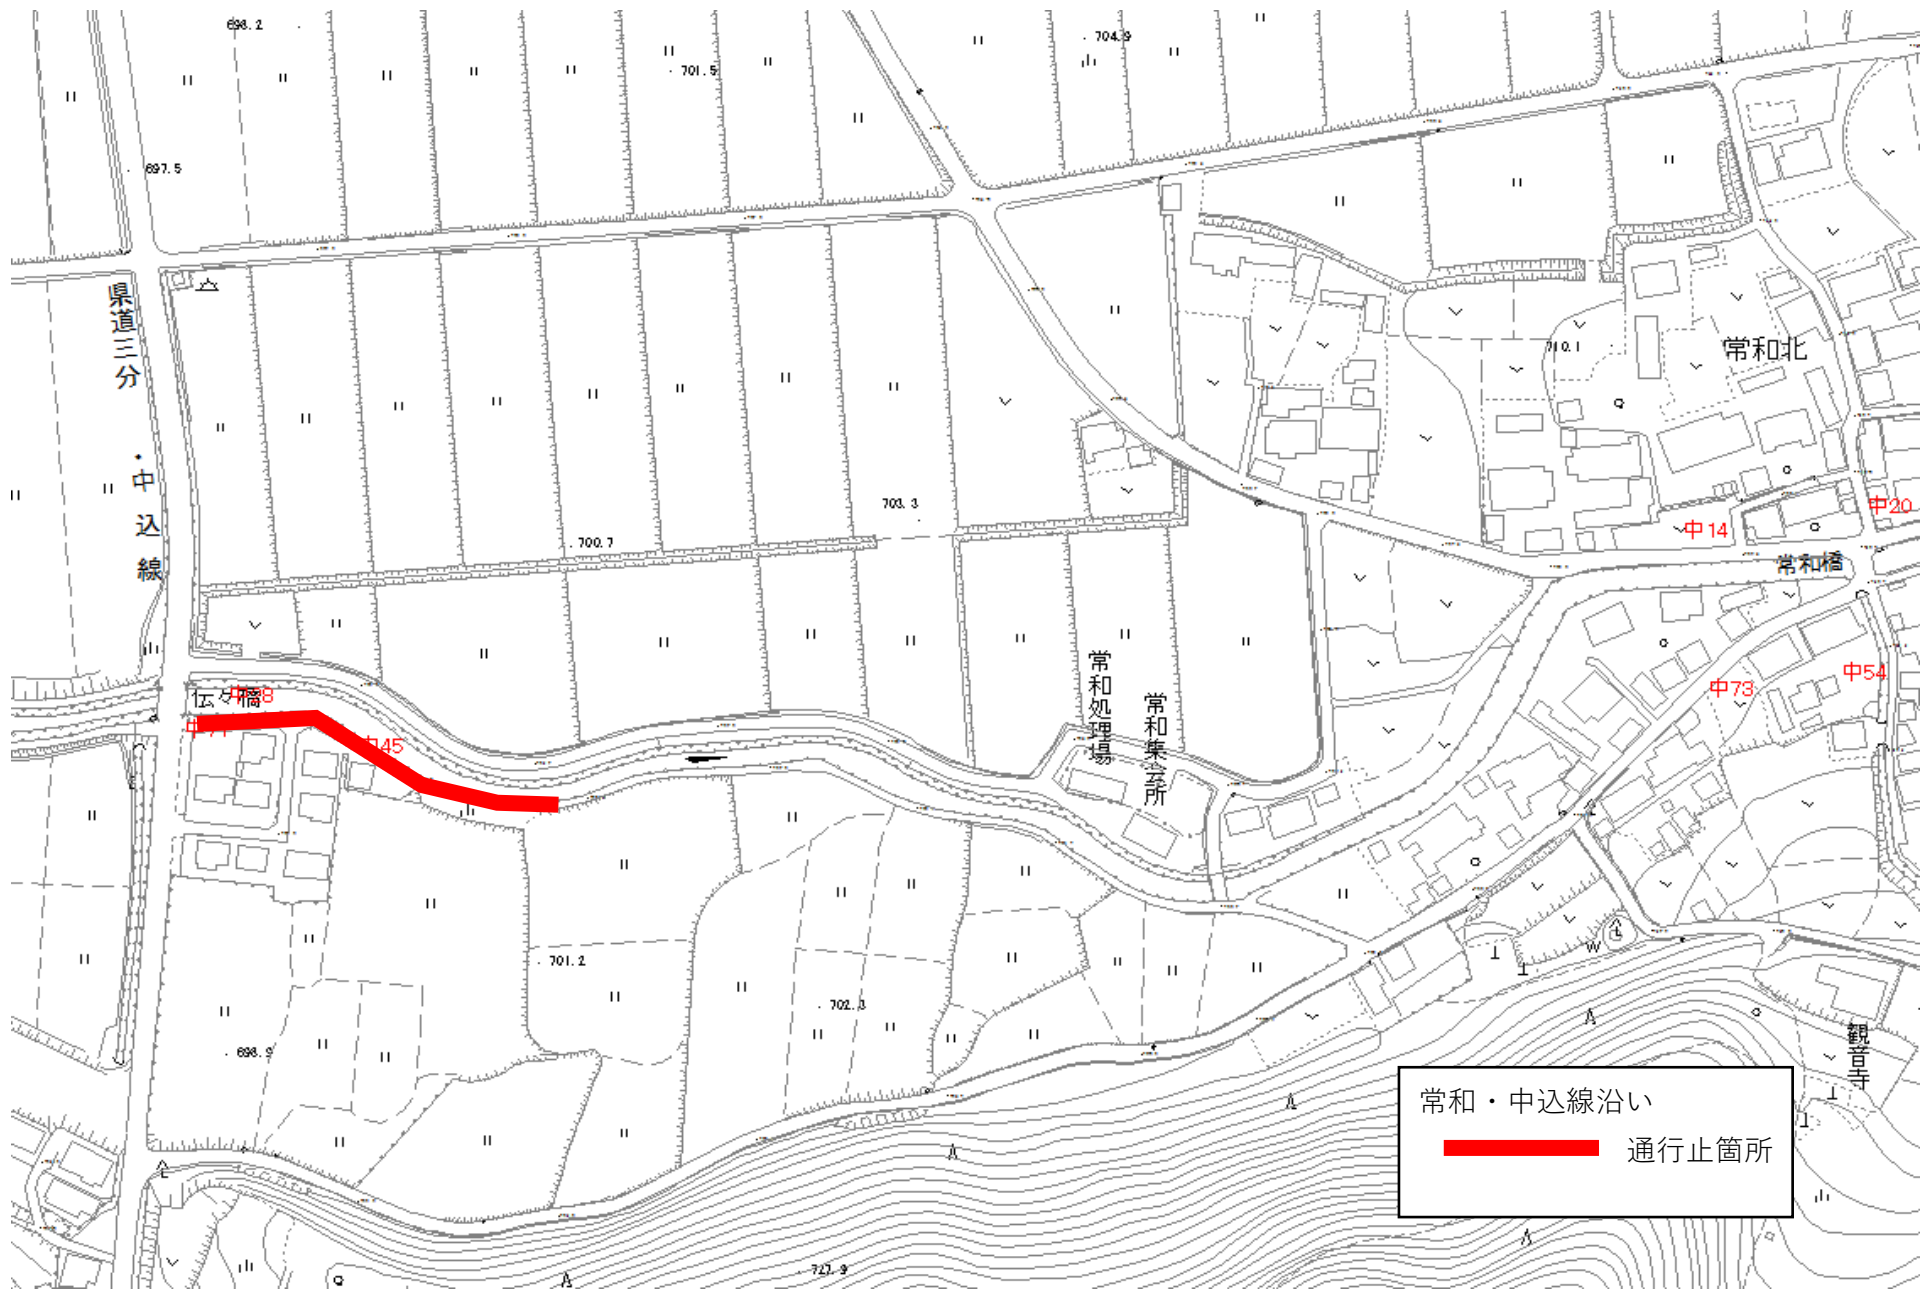 698.2
704.9
701.5
697.5
県道三分・中込線
常和北
710.1
703.3
700.7
中14
中20
常和橋
常和処理場
常和集会所
中54
中73
伝々橋
中45
701.2
702.3
698.9
観音寺
常和・中込線沿い
通行止箇所
727.9